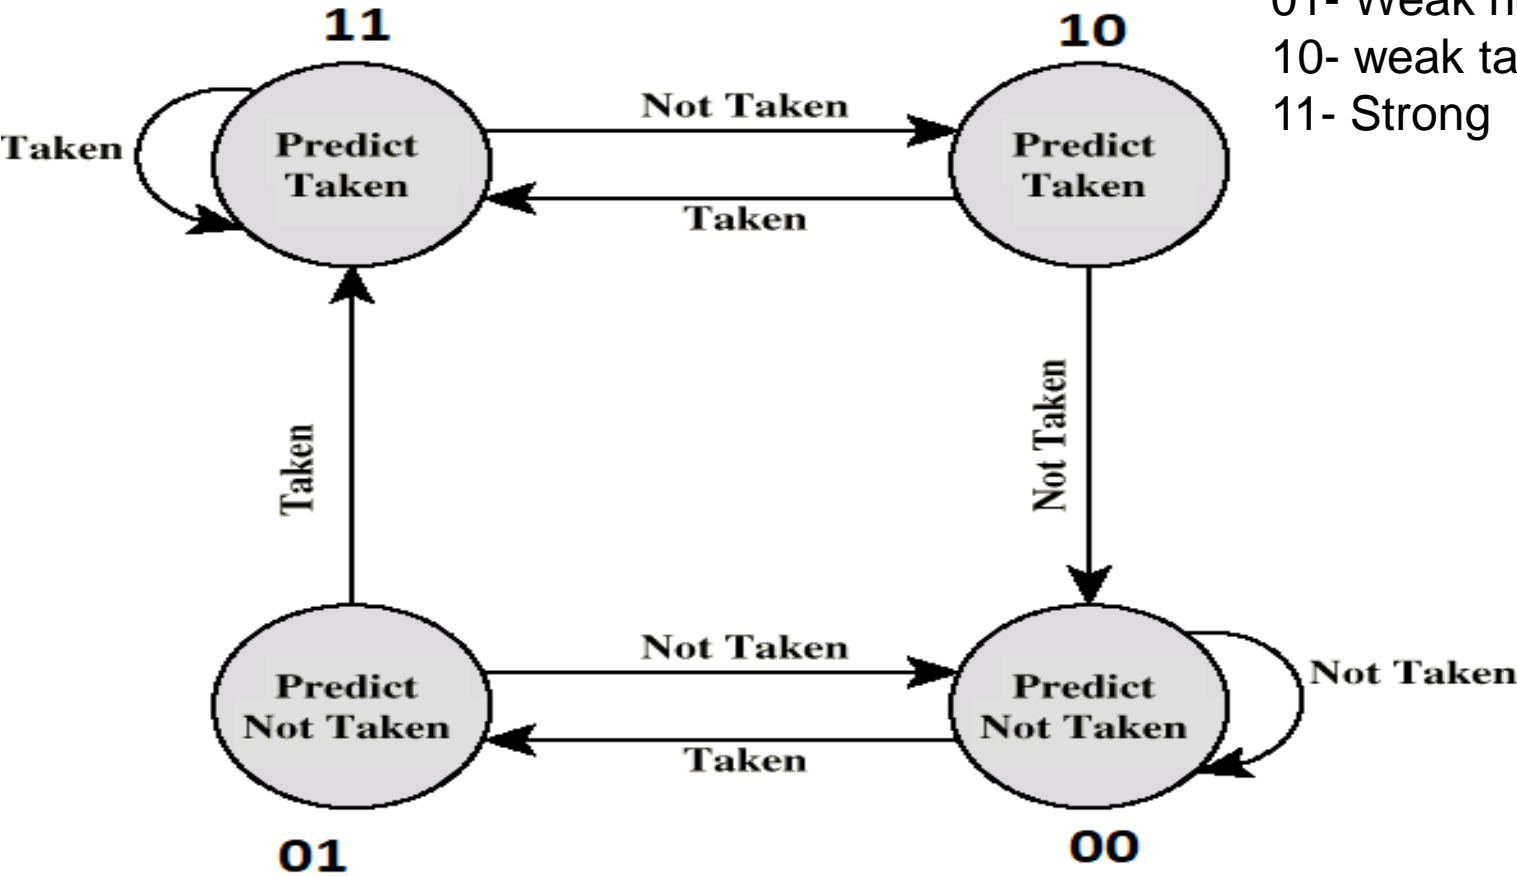 11
10
01- Weak
10- weak
11- Strong
Not Taken
Taken
Predict
Taken
Predict
Taken
Taken
Taken
Not Taken
Not Taken
Predict
Not Taken
Predict
Not Taken
Not Taken
Taken
01
00